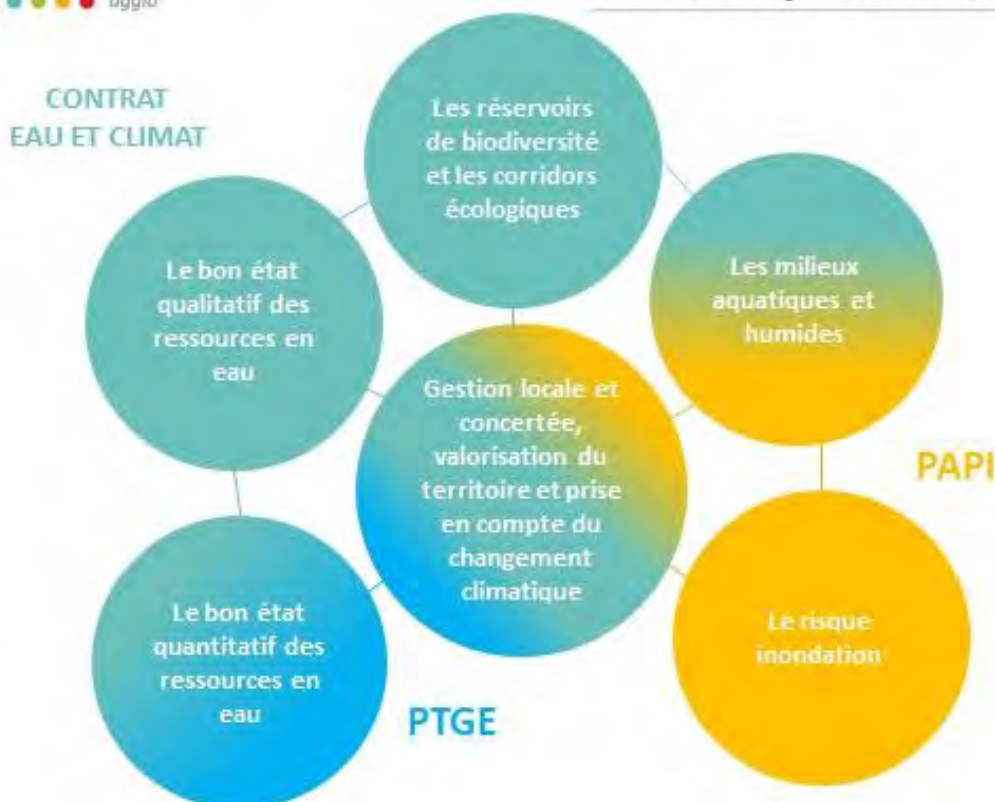 agglo
CONTRAT
EAU ET CLIMAT
Les réservoirs
de biodiversité
et les corridors
écologiques
Le bon état
qualitatif des
ressources en
eau
Les milieux
aquatiques et
humides
Gestion locale et
concertée,
valorisation du
territoire et prise
en compte du
changement
climatique
PAPI
Le bon état
quantitatif des
ressources en
eau
Le risque
inondation
PTGE